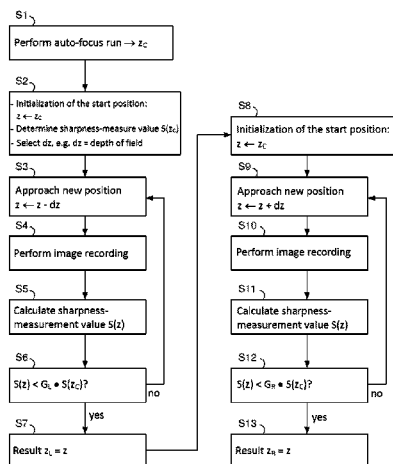 S1
Perform auto-focus run → z_C
S2
- Initialization of the start position:
z ← z_C
- Determine sharpness-measure value S(z_C)
- Select dz, e.g. dz = depth of field
S3
Approach new position
z ← z - dz
S4
Perform image recording
S5
Calculate sharpness-
measurement value S(z)
S6
S(z) < G_L • S(z_C)?
no
yes
S7
Result z_L = z
S8
Initialization of the start position:
z ← z_C
S9
Approach new position
z ← z + dz
S10
Perform image recording
S11
Calculate sharpness-
measurement value S(z)
S12
S(z) < G_R • S(z_C)?
no
yes
S13
Result z_R = z